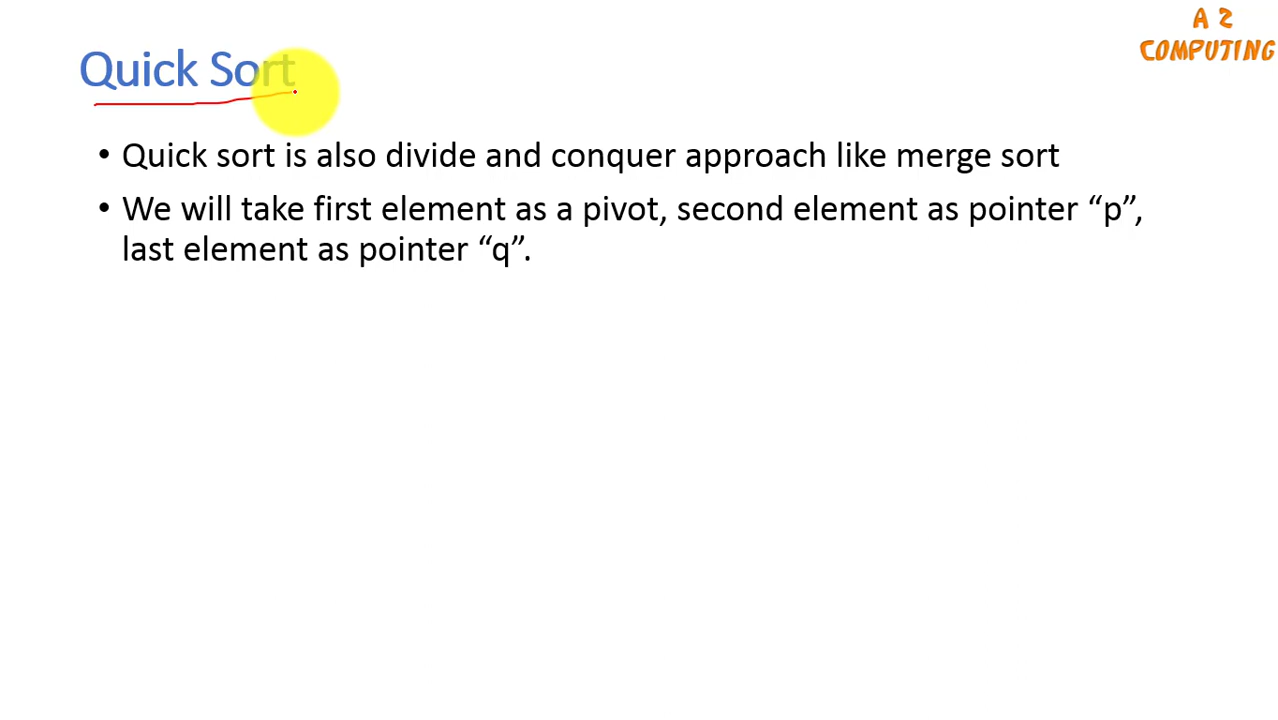 A Z
COMPUTING
Quick Sort
• Quick sort is also divide and conquer approach like merge sort
• We will take first element as a pivot, second element as pointer “p”,
last element as pointer “q”.